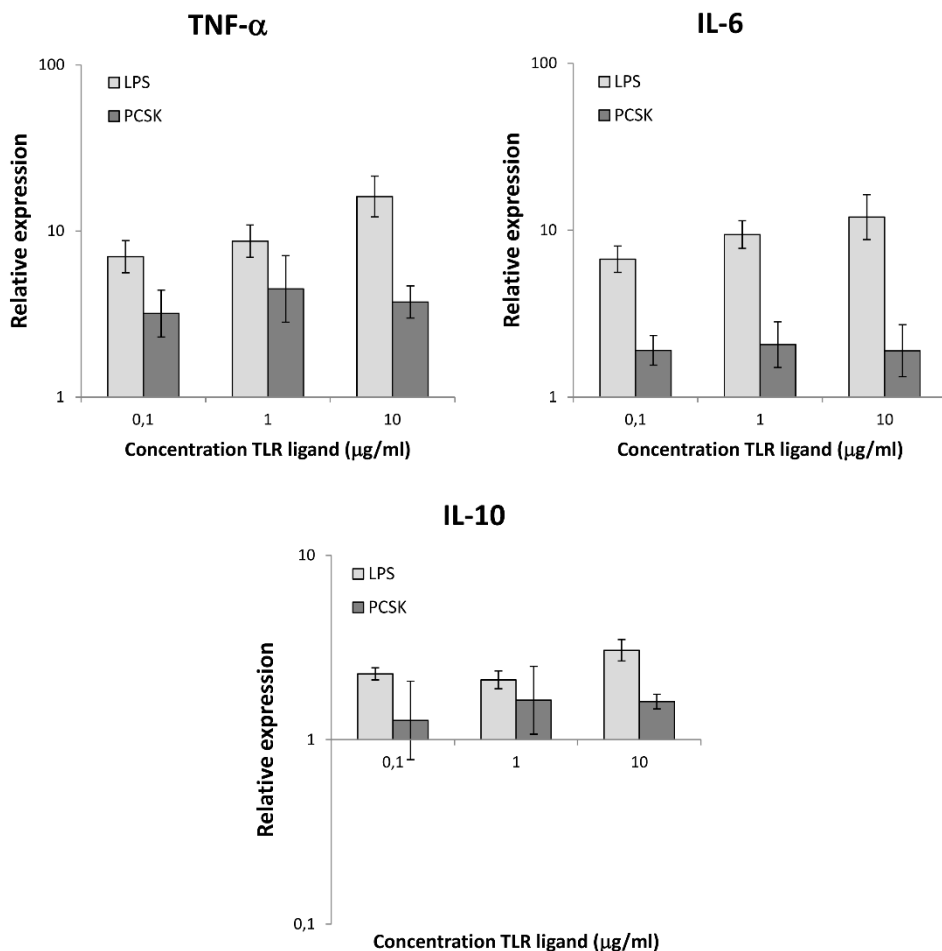 TNF-α
100
10
1
Relative expression
LPS
PCSK
0,1
1
10
Concentration TLR ligand (μg/ml)
IL-6
100
10
1
Relative expression
LPS
PCSK
0,1
1
10
Concentration TLR ligand (μg/ml)
IL-10
10
1
0,1
Relative expression
LPS
PCSK
0,1
1
10
Concentration TLR ligand (μg/ml)